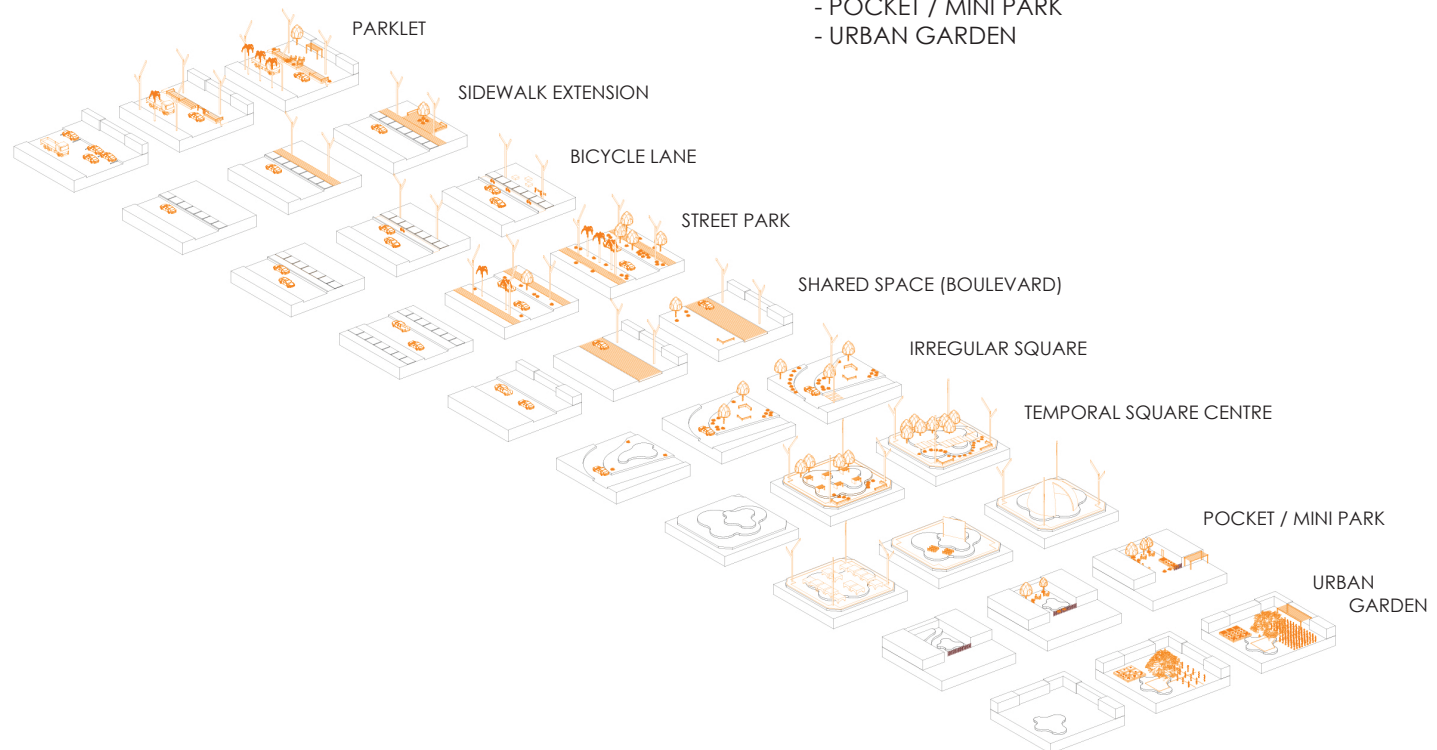 - POCKET / MINI PARK
- URBAN GARDEN
PARKLET
SIDEWALK EXTENSION
BICYCLE LANE
STREET PARK
SHARED SPACE (BOULEVARD)
IRREGULAR SQUARE
TEMPORAL SQUARE CENTRE
POCKET / MINI PARK
URBAN
GARDEN